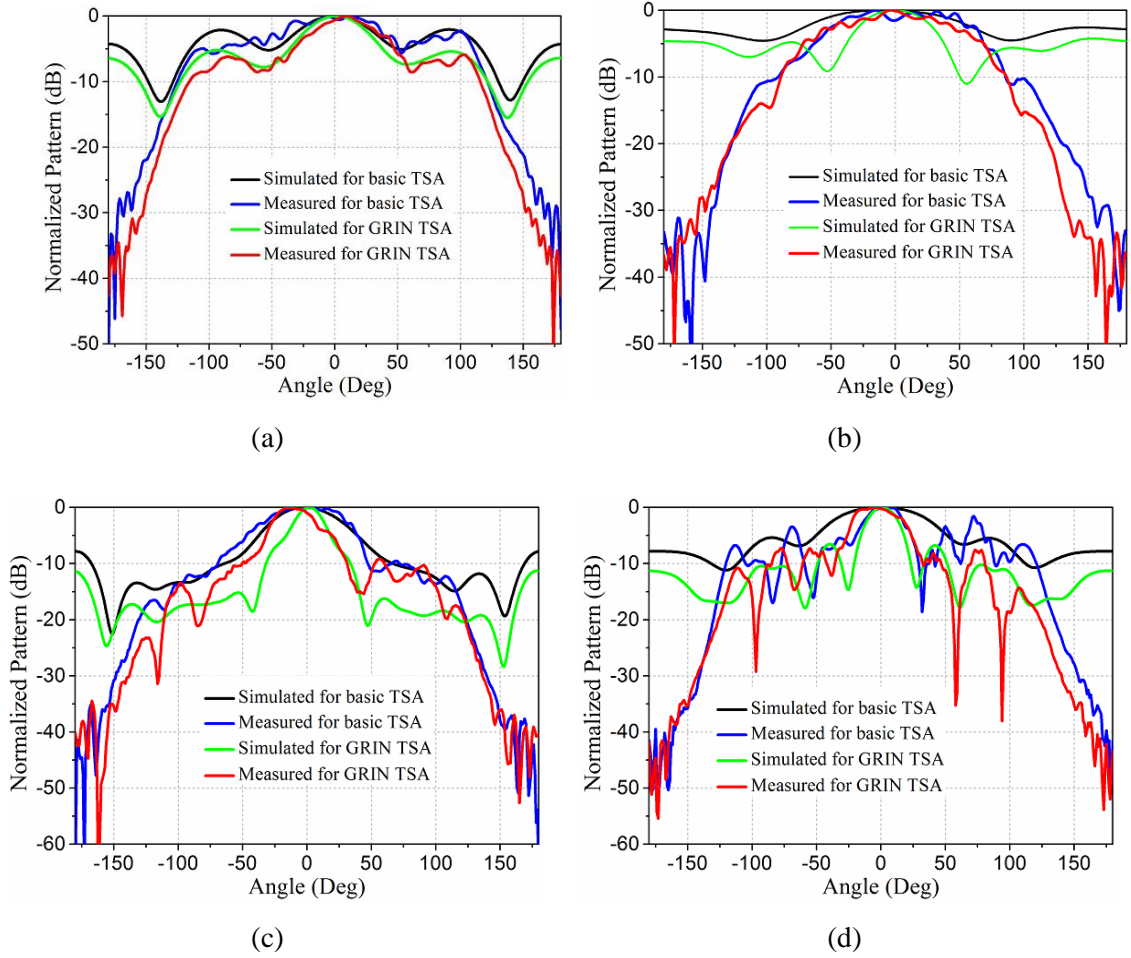 0
-10
-20
-30
-40
-50
Normalized Pattern (dB)
Simulated for basic TSA
Measured for basic TSA
Simulated for GRIN TSA
Measured for GRIN TSA
-150 -100 -50 0 50 100 150
Angle (Deg)
(a)
0
-10
-20
-30
-40
-50
Normalized Pattern (dB)
Simulated for basic TSA
Measured for basic TSA
Simulated for GRIN TSA
Measured for GRIN TSA
-150 -100 -50 0 50 100 150
Angle (Deg)
(b)
0
-10
-20
-30
-40
-50
-60
Normalized Pattern (dB)
Simulated for basic TSA
Measured for basic TSA
Simulated for GRIN TSA
Measured for GRIN TSA
-150 -100 -50 0 50 100 150
Angle (Deg)
(c)
0
-10
-20
-30
-40
-50
-60
Normalized Pattern (dB)
Simulated for basic TSA
Measured for basic TSA
Simulated for GRIN TSA
Measured for GRIN TSA
-150 -100 -50 0 50 100 150
Angle (Deg)
(d)